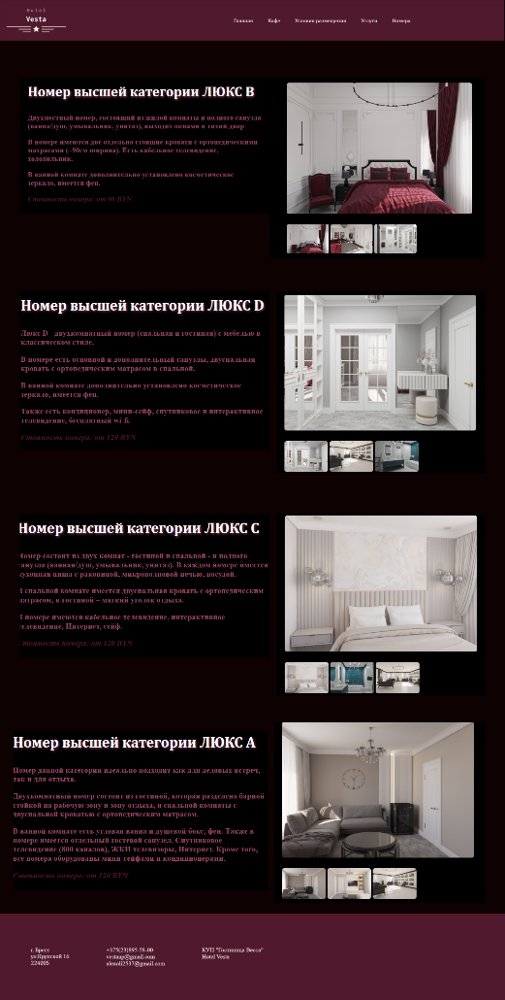 Hotel
Vesta
Главная Кафе Условия размещения Услуги Номера
Номер высшей категории ЛЮКС B
Двухместный номер, состоящий из жилой комнаты и полного санузла
(ванна/душ, умывальник, унитаз), выходит окнами в тихий двор
В номере имеются две отдельно стоящие кровати с ортопедическими
матрасами (~90см ширина). Есть кабельное телевидение,
холодильник.
В ванной комнате дополнительно установлено косметическое
зеркало, имеется фен.
Стоимость номера: от 90 BYN
Номер высшей категории ЛЮКС D
Люкс D - двухкомнатный номер (спальная и гостиная) с мебелью в
классическом стиле.
В номере есть основной и дополнительный санузлы, двуспальная
кровать с ортопедическим матрасом в спальной.
В ванной комнате дополнительно установлено косметическое
зеркало, имеется фен.
Также есть кондиционер, мини-сейф, спутниковое и интерактивное
телевидение, бесплатный wi-fi.
Стоимость номера: от 120 BYN
Номер высшей категории ЛЮКС C
Номер состоит из двух комнат - гостиной и спальной - и полного
санузла (ванная/душ, умывальник, унитаз). В каждом номере имеется
кухонная ниша с раковиной, микроволновой печью, посудой.
В спальной комнате имеется двуспальная кровать с ортопедическим
матрасом, в гостиной – мягкий уголок отдыха.
В номере имеются кабельное телевидение, интерактивное
телевидение, Интернет, сейф.
Стоимость номера: от 120 BYN
Номер высшей категории ЛЮКС A
Номер данной категории идеально подходит как для деловых встреч,
так и для отдыха.
Двухкомнатный номер состоит из гостиной, которая разделена барной
стойкой на рабочую зону и зону отдыха, и спальной комнаты с
двуспальной кроватью с ортопедическим матрасом.
В ванной комнате есть угловая ванна и душевой бокс, фен. Также в
номере имеется отдельный гостевой санузел. Спутниковое
телевидение (800 каналов), ЖКИ телевизоры, Интернет. Кроме того,
все номера оборудованы мини-сейфами и кондиционерами.
Стоимость номера: от 120 BYN
г. Брест +375(29)895-58-00 КУП "Гостиница Весса"
ул.Крупской 16 vestaap@gmail.com Hotel Vesta
224005 alexoli2537@gmail.com